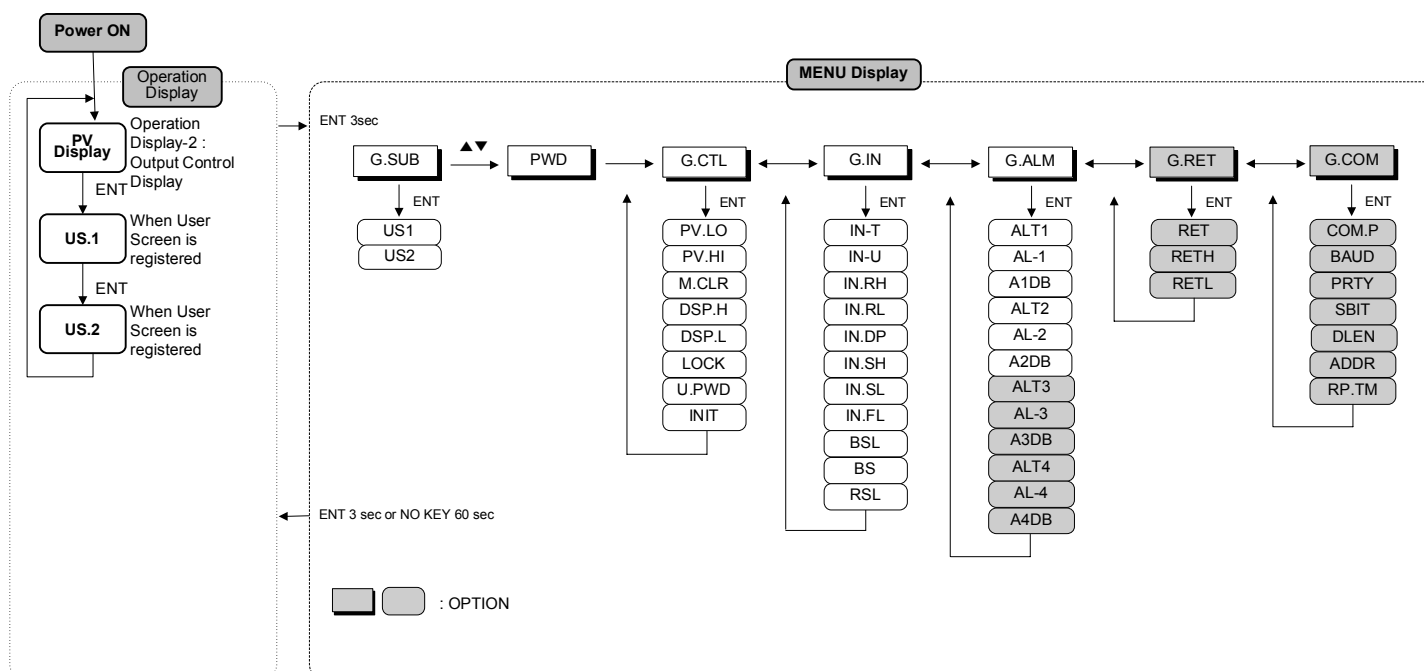 Power ON
Operation
Display
PV
Display
Operation
Display-2 :
Output Control
Display
ENT
US.1
When User
Screen is
registered
ENT
US.2
When User
Screen is
registered
MENU Display
ENT 3sec
ENT 3 sec or NO KEY 60 sec
G.SUB
▲▼
PWD
G.CTL
G.IN
G.ALM
G.RET
G.COM
ENT
US1
US2
ENT
PV.LO
PV.HI
M.CLR
DSP.H
DSP.L
LOCK
U.PWD
INIT
ENT
IN-T
IN-U
IN.RH
IN.RL
IN.DP
IN.SH
IN.SL
IN.FL
BSL
BS
RSL
ENT
ALT1
AL-1
A1DB
ALT2
AL-2
A2DB
ALT3
AL-3
A3DB
ALT4
AL-4
A4DB
ENT
RET
RETH
RETL
ENT
COM.P
BAUD
PRTY
SBIT
DLEN
ADDR
RP.TM
: OPTION